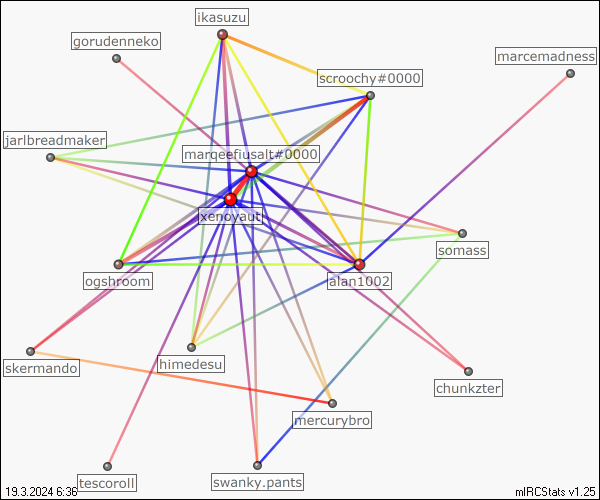 ikasuzu
gorudenneko
marcemadness
scroochy#0000
jarlbreadmaker
marqeefiusalt#0000
xenoyaut
somass
ogshroom
alan1002
himedesu
skermando
chunkzter
mercurybro
tescoroll
swanky.pants
19.3.2024 6:36
mIRCStats v1.25